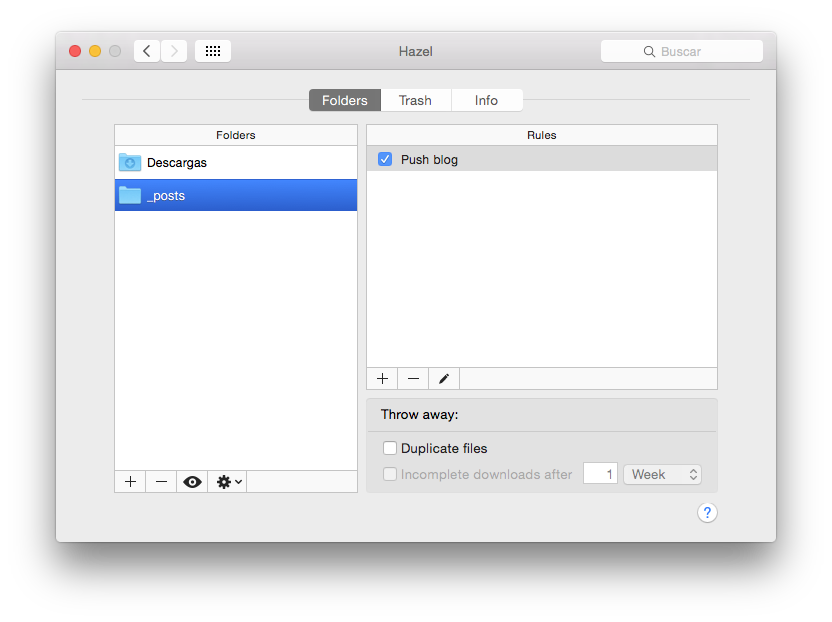 Hazel
Buscar
Folders Trash Info
Folders
Descargas
_posts
Rules
Push blog
Throw away:
Duplicate files
Incomplete downloads after 1 Week
?